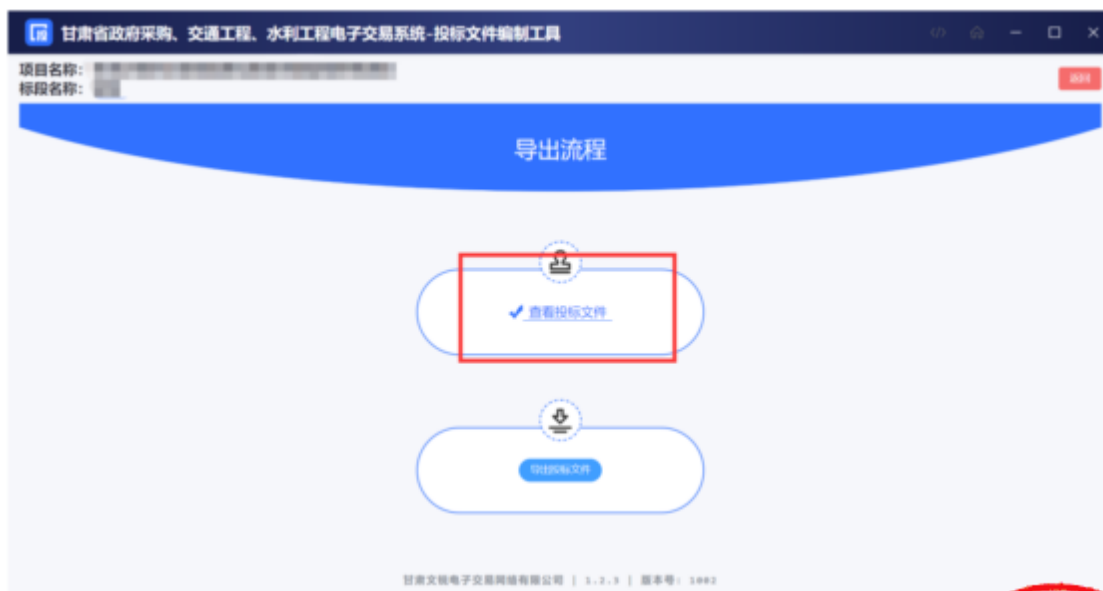 甘肃省政府采购、交通工程、水利工程电子交易系统-投标文件编制工具
项目名称：
标段名称：
返回
导出流程
查看投标文件
导出投标文件
甘肃文锐电子交易网络有限公司 | 1.2.3 | 版本号: 1002